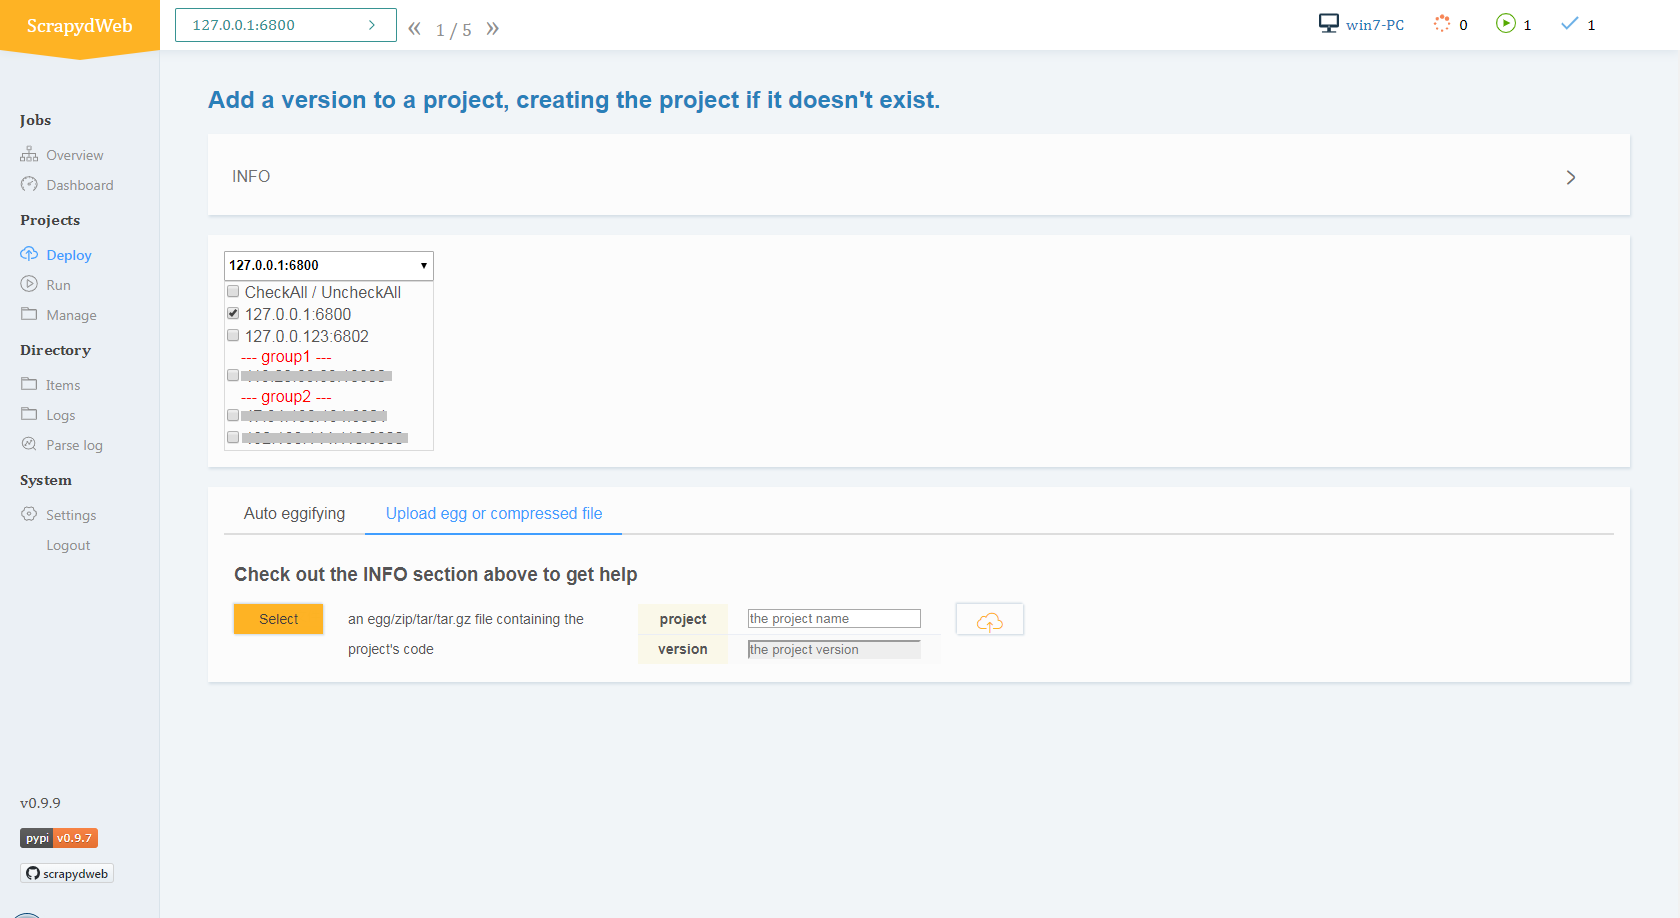 ScrapydWeb
127.0.0.1:6800
1 / 5
win7-PC
0
1
1
Jobs
Overview
Dashboard
Projects
Deploy
Run
Manage
Directory
Items
Logs
Parse log
System
Settings
Logout
v0.9.9
pypi v0.9.7
scrapydweb
Add a version to a project, creating the project if it doesn't exist.
INFO
127.0.0.1:6800
CheckAll / UncheckAll
127.0.0.1:6800
127.0.0.123:6802
--- group1 ---
--- group2 ---
Auto eggifying
Upload egg or compressed file
Check out the INFO section above to get help
Select
an egg/zip/tar/tar.gz file containing the
project's code
project
the project name
version
the project version